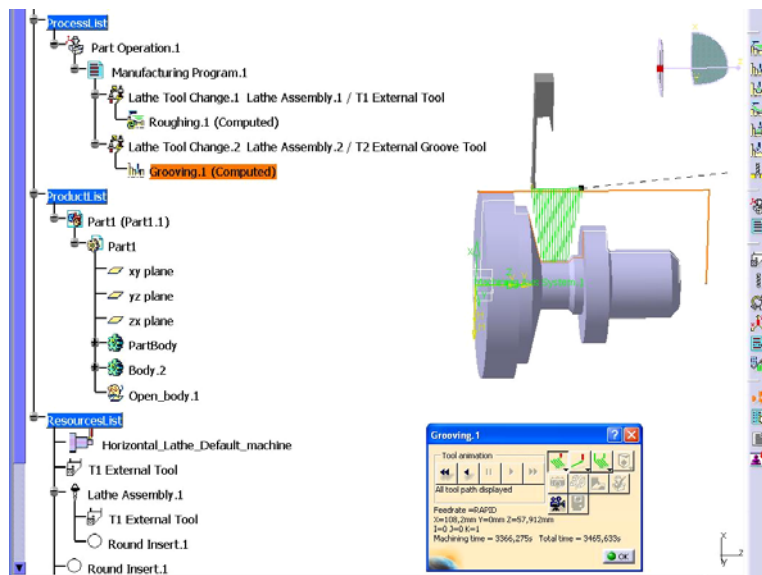 ProcessList
Part Operation.1
Manufacturing Program.1
Lathe Tool Change.1 Lathe Assembly.1 / T1 External Tool
Roughing.1 (Computed)
Lathe Tool Change.2 Lathe Assembly.2 / T2 External Groove Tool
Grooving.1 (Computed)
ProductList
Part1 (Part1.1)
Part1
xy plane
yz plane
zx plane
PartBody
Body.2
Open_body.1
ResourcesList
Horizontal_Lathe_Default_machine
T1 External Tool
Lathe Assembly.1
T1 External Tool
Round Insert.1
Round Insert.1
Grooving.1
Tool animation
All tool path displayed
Feedrate =RAPID
X=108,2mm Y=0mm Z=57,912mm
I=0 J=0 K=1
Machining time = 3366,275s Total time = 3465,633s
OK
X
Z
Y